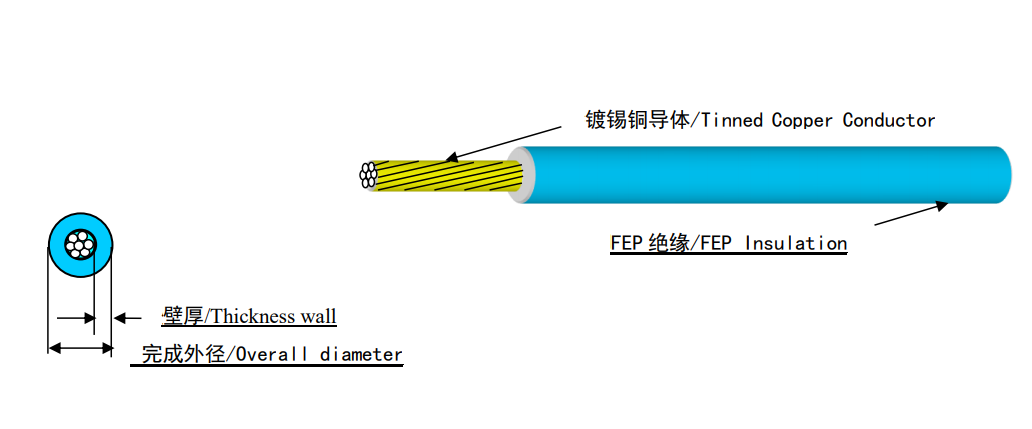 镀锡铜导体/Tinned Copper Conductor
FEP 绝缘/FEP Insulation
壁厚/Thickness wall
完成外径/Overall diameter